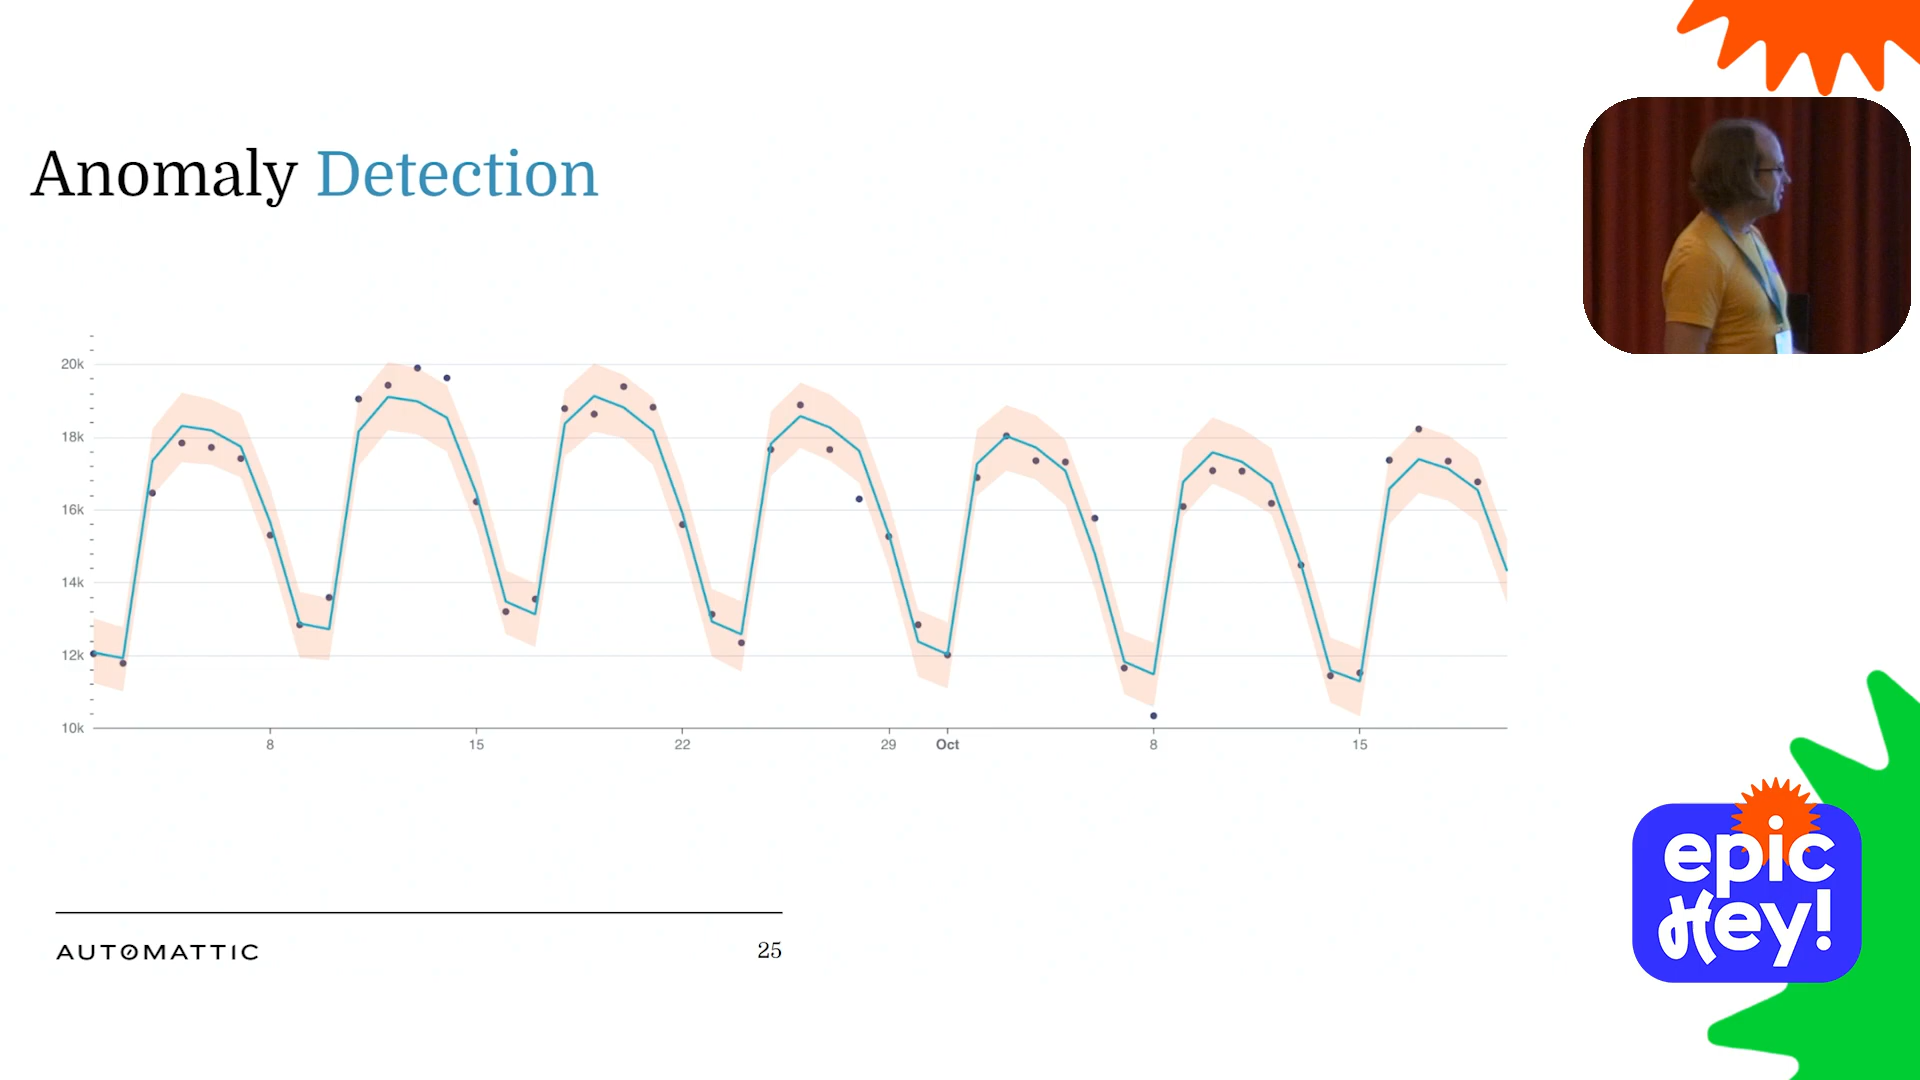 Anomaly Detection
20k
18k
16k
14k
12k
10k
8 15 22 29 Oct 8 15
AUTOMATTIC
25
epic
Hey!